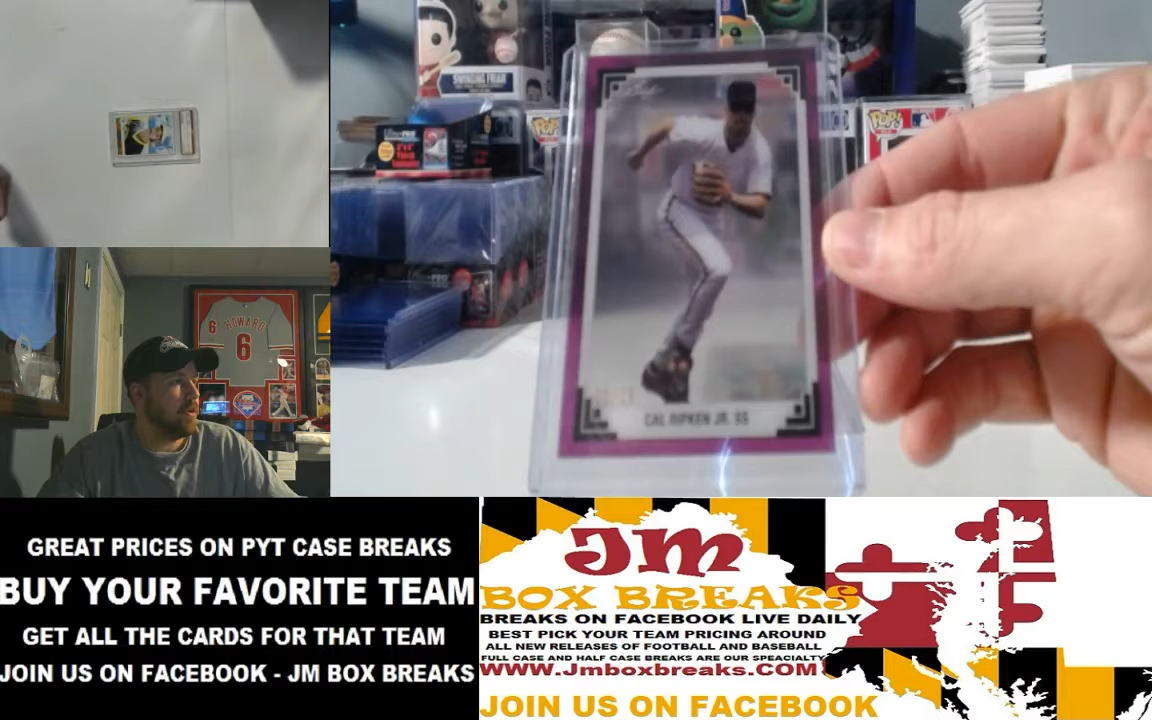 SWINGING FRIAR
POP!
POP!
Leaf
CAL RIPKEN JR. SS
HOWARD
6
6
GREAT PRICES ON PYT CASE BREAKS
BUY YOUR FAVORITE TEAM
GET ALL THE CARDS FOR THAT TEAM
JOIN US ON FACEBOOK - JM BOX BREAKS
JM
BOX BREAKS
BREAKS ON FACEBOOK LIVE DAILY
BEST PICK YOUR TEAM PRICING AROUND
ALL NEW RELEASES OF FOOTBALL AND BASEBALL
FULL CASE AND HALF CASE BREAKS ARE OUR SPEACIALTY
WWW.Jmboxbreaks.COM
JOIN US ON FACEBOOK